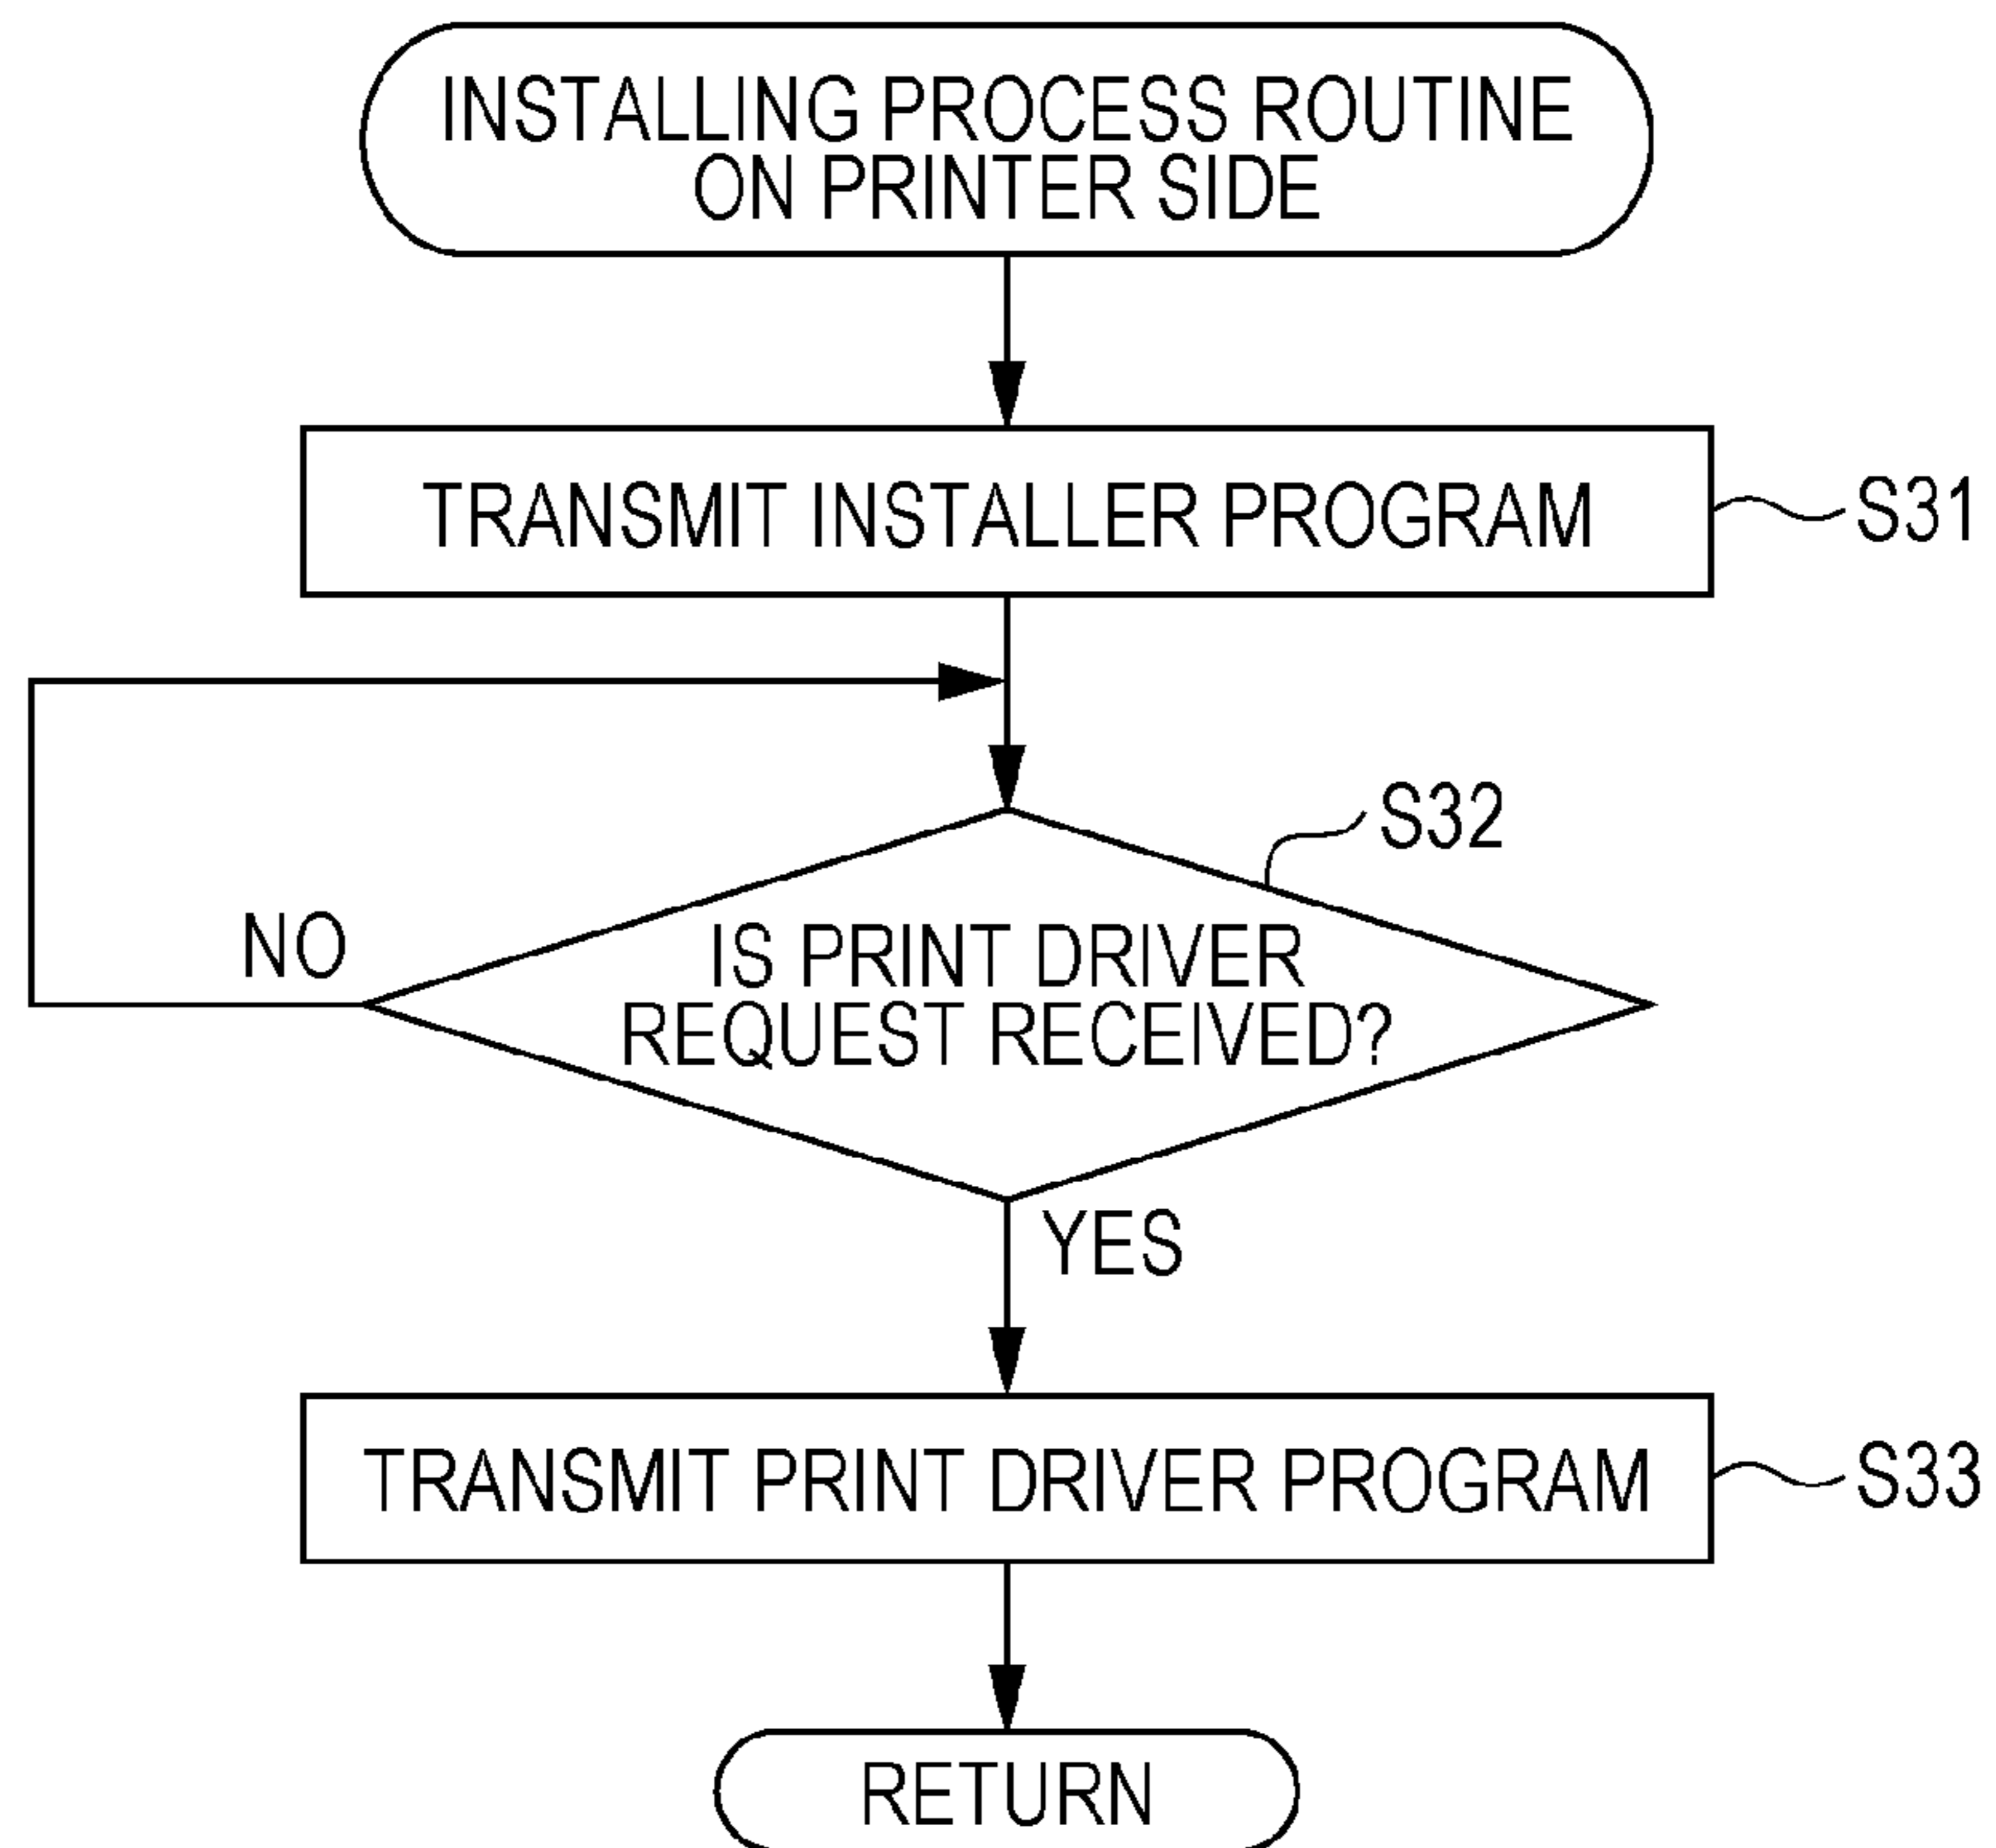 INSTALLING PROCESS ROUTINE
ON PRINTER SIDE
TRANSMIT INSTALLER PROGRAM
S31
S32
NO
IS PRINT DRIVER
REQUEST RECEIVED?
YES
TRANSMIT PRINT DRIVER PROGRAM
S33
RETURN